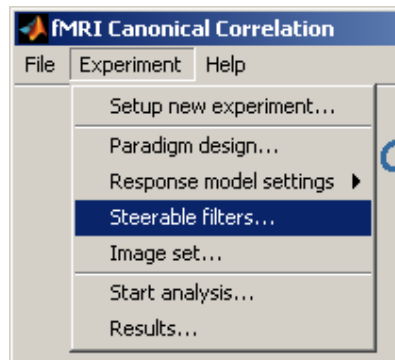 fMRI Canonical Correlation
File Experiment Help
Setup new experiment...
Paradigm design...
Response model settings
Steerable filters...
Image set...
Start analysis...
Results...